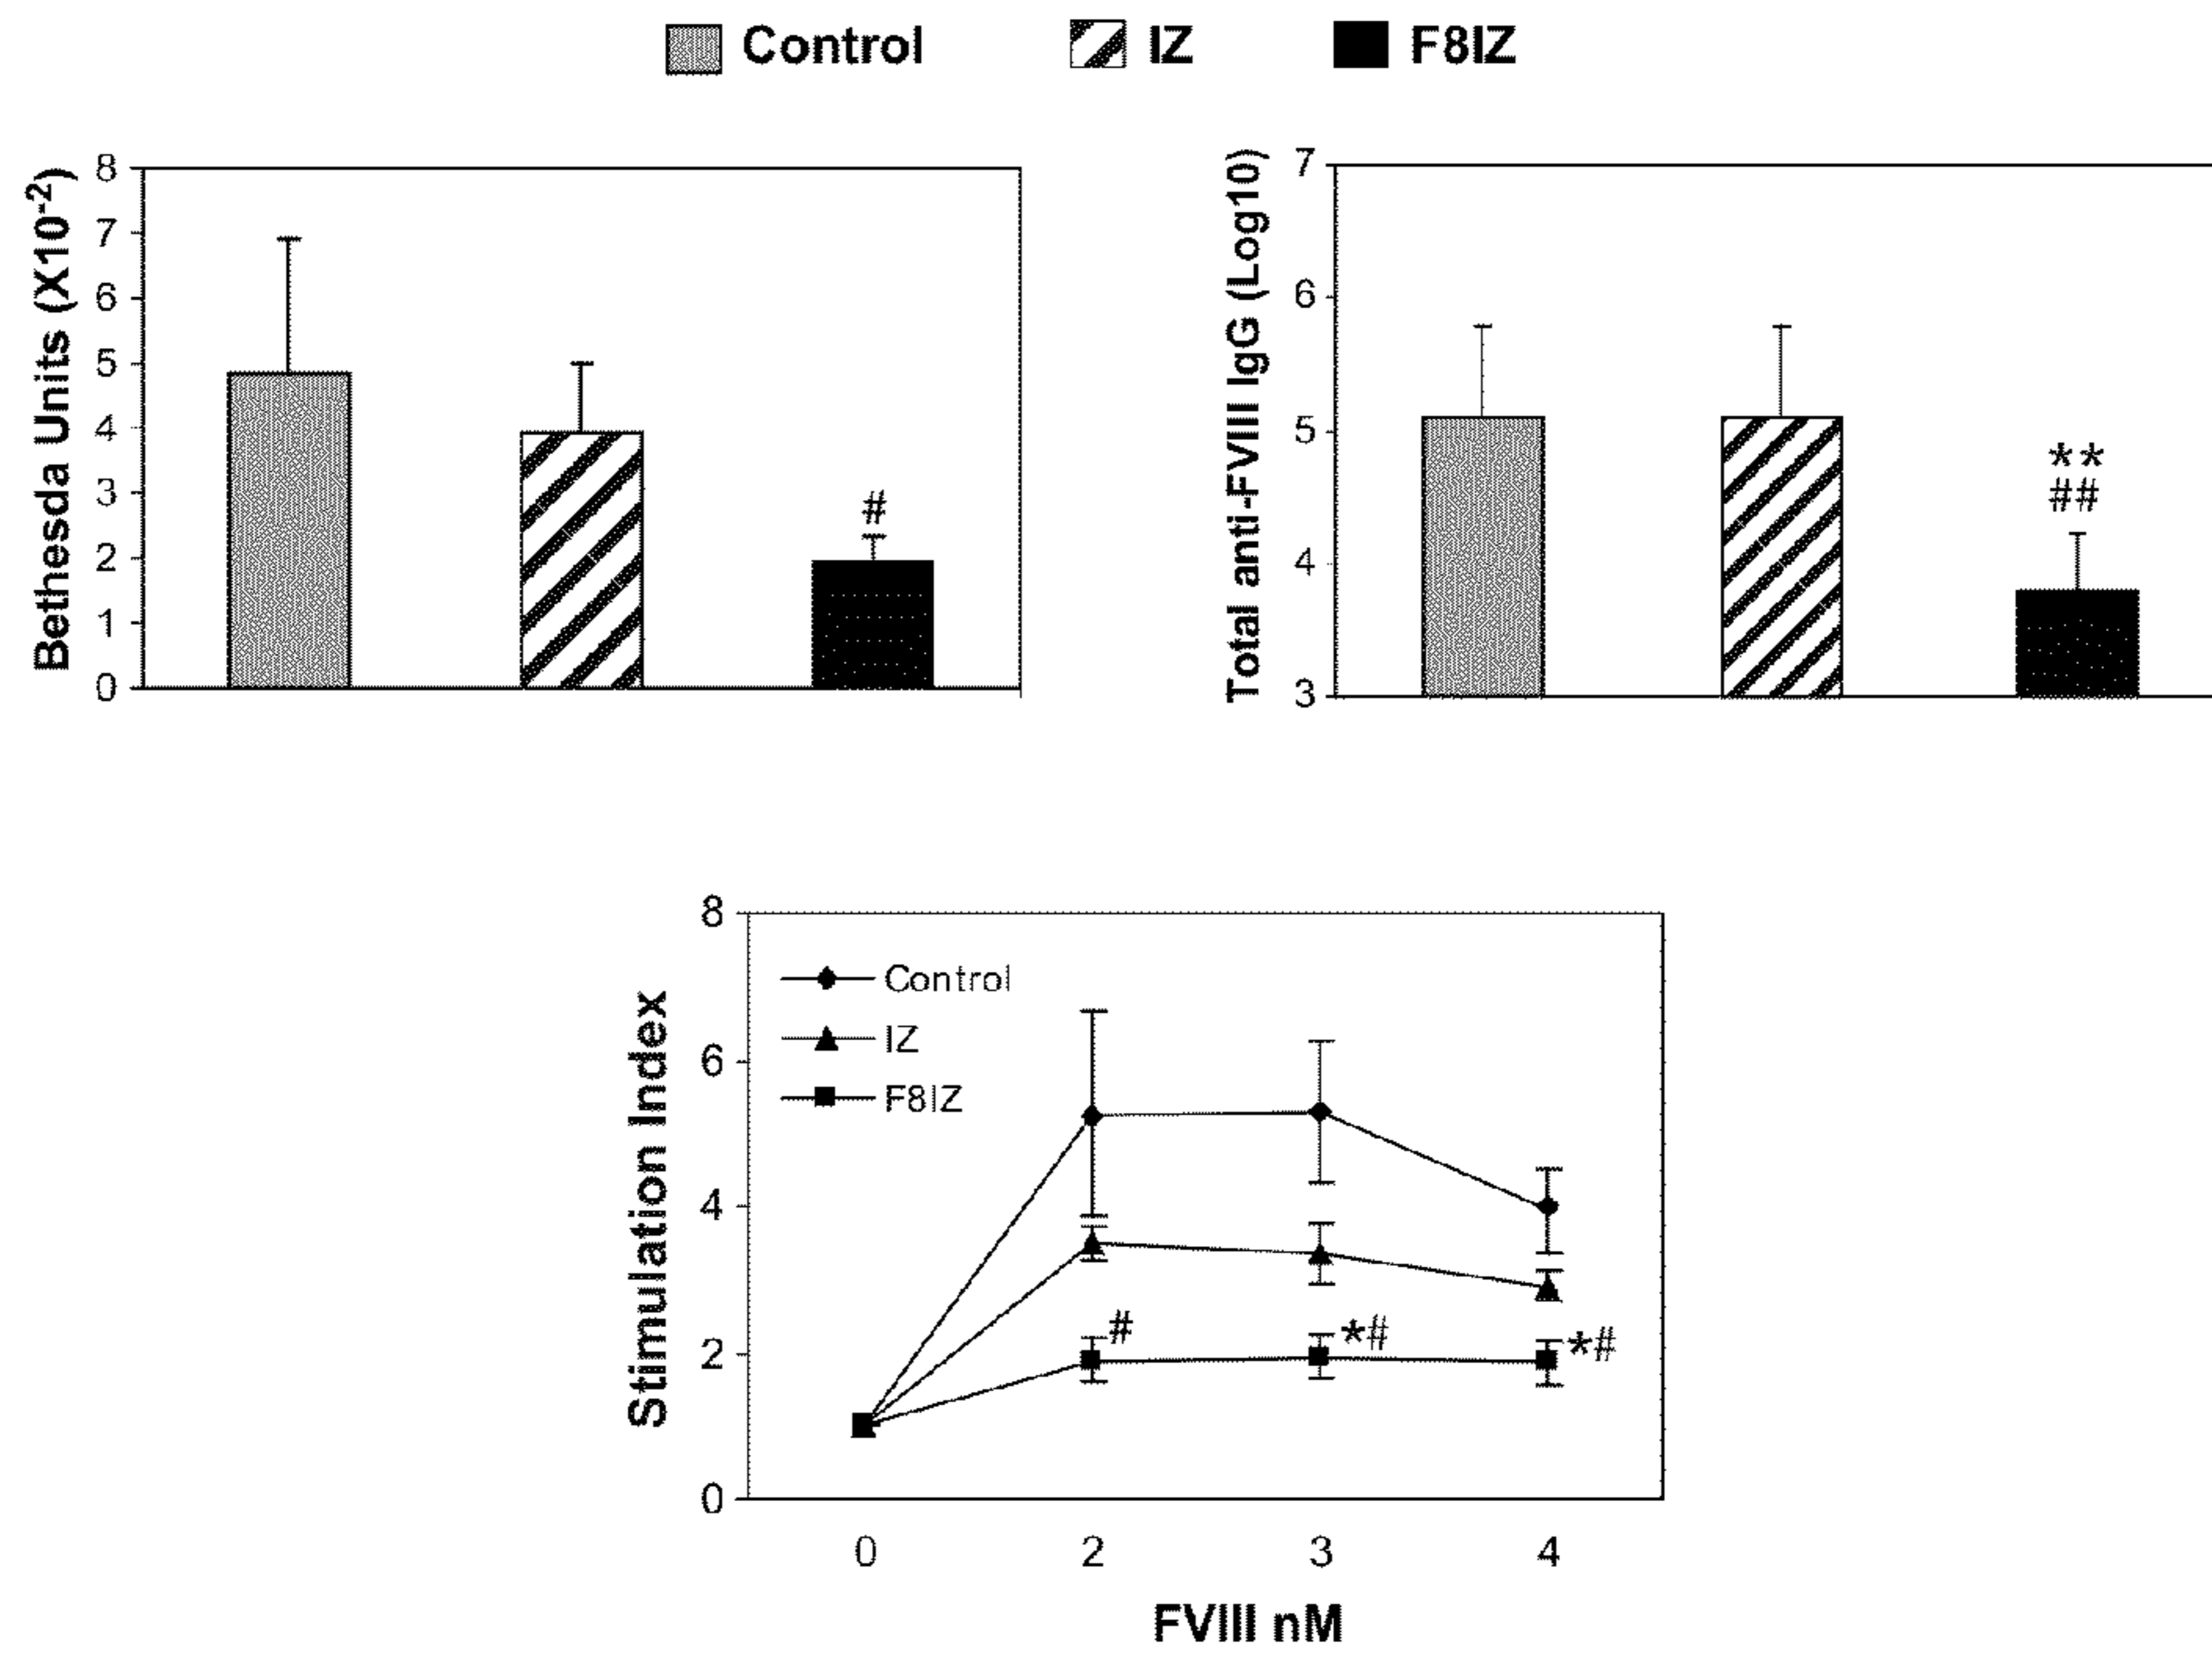 Control IZ F8IZ
Bethesda Units (X10-2)
8
7
6
5
4
3
2
1
0
#
Total anti-FVIII IgG (Log10)
7
6
5
4
3
**
##
Stimulation Index
8
6
4
2
0
Control
IZ
F8IZ
#
*#
*#
0 2 3 4
FVIII nM